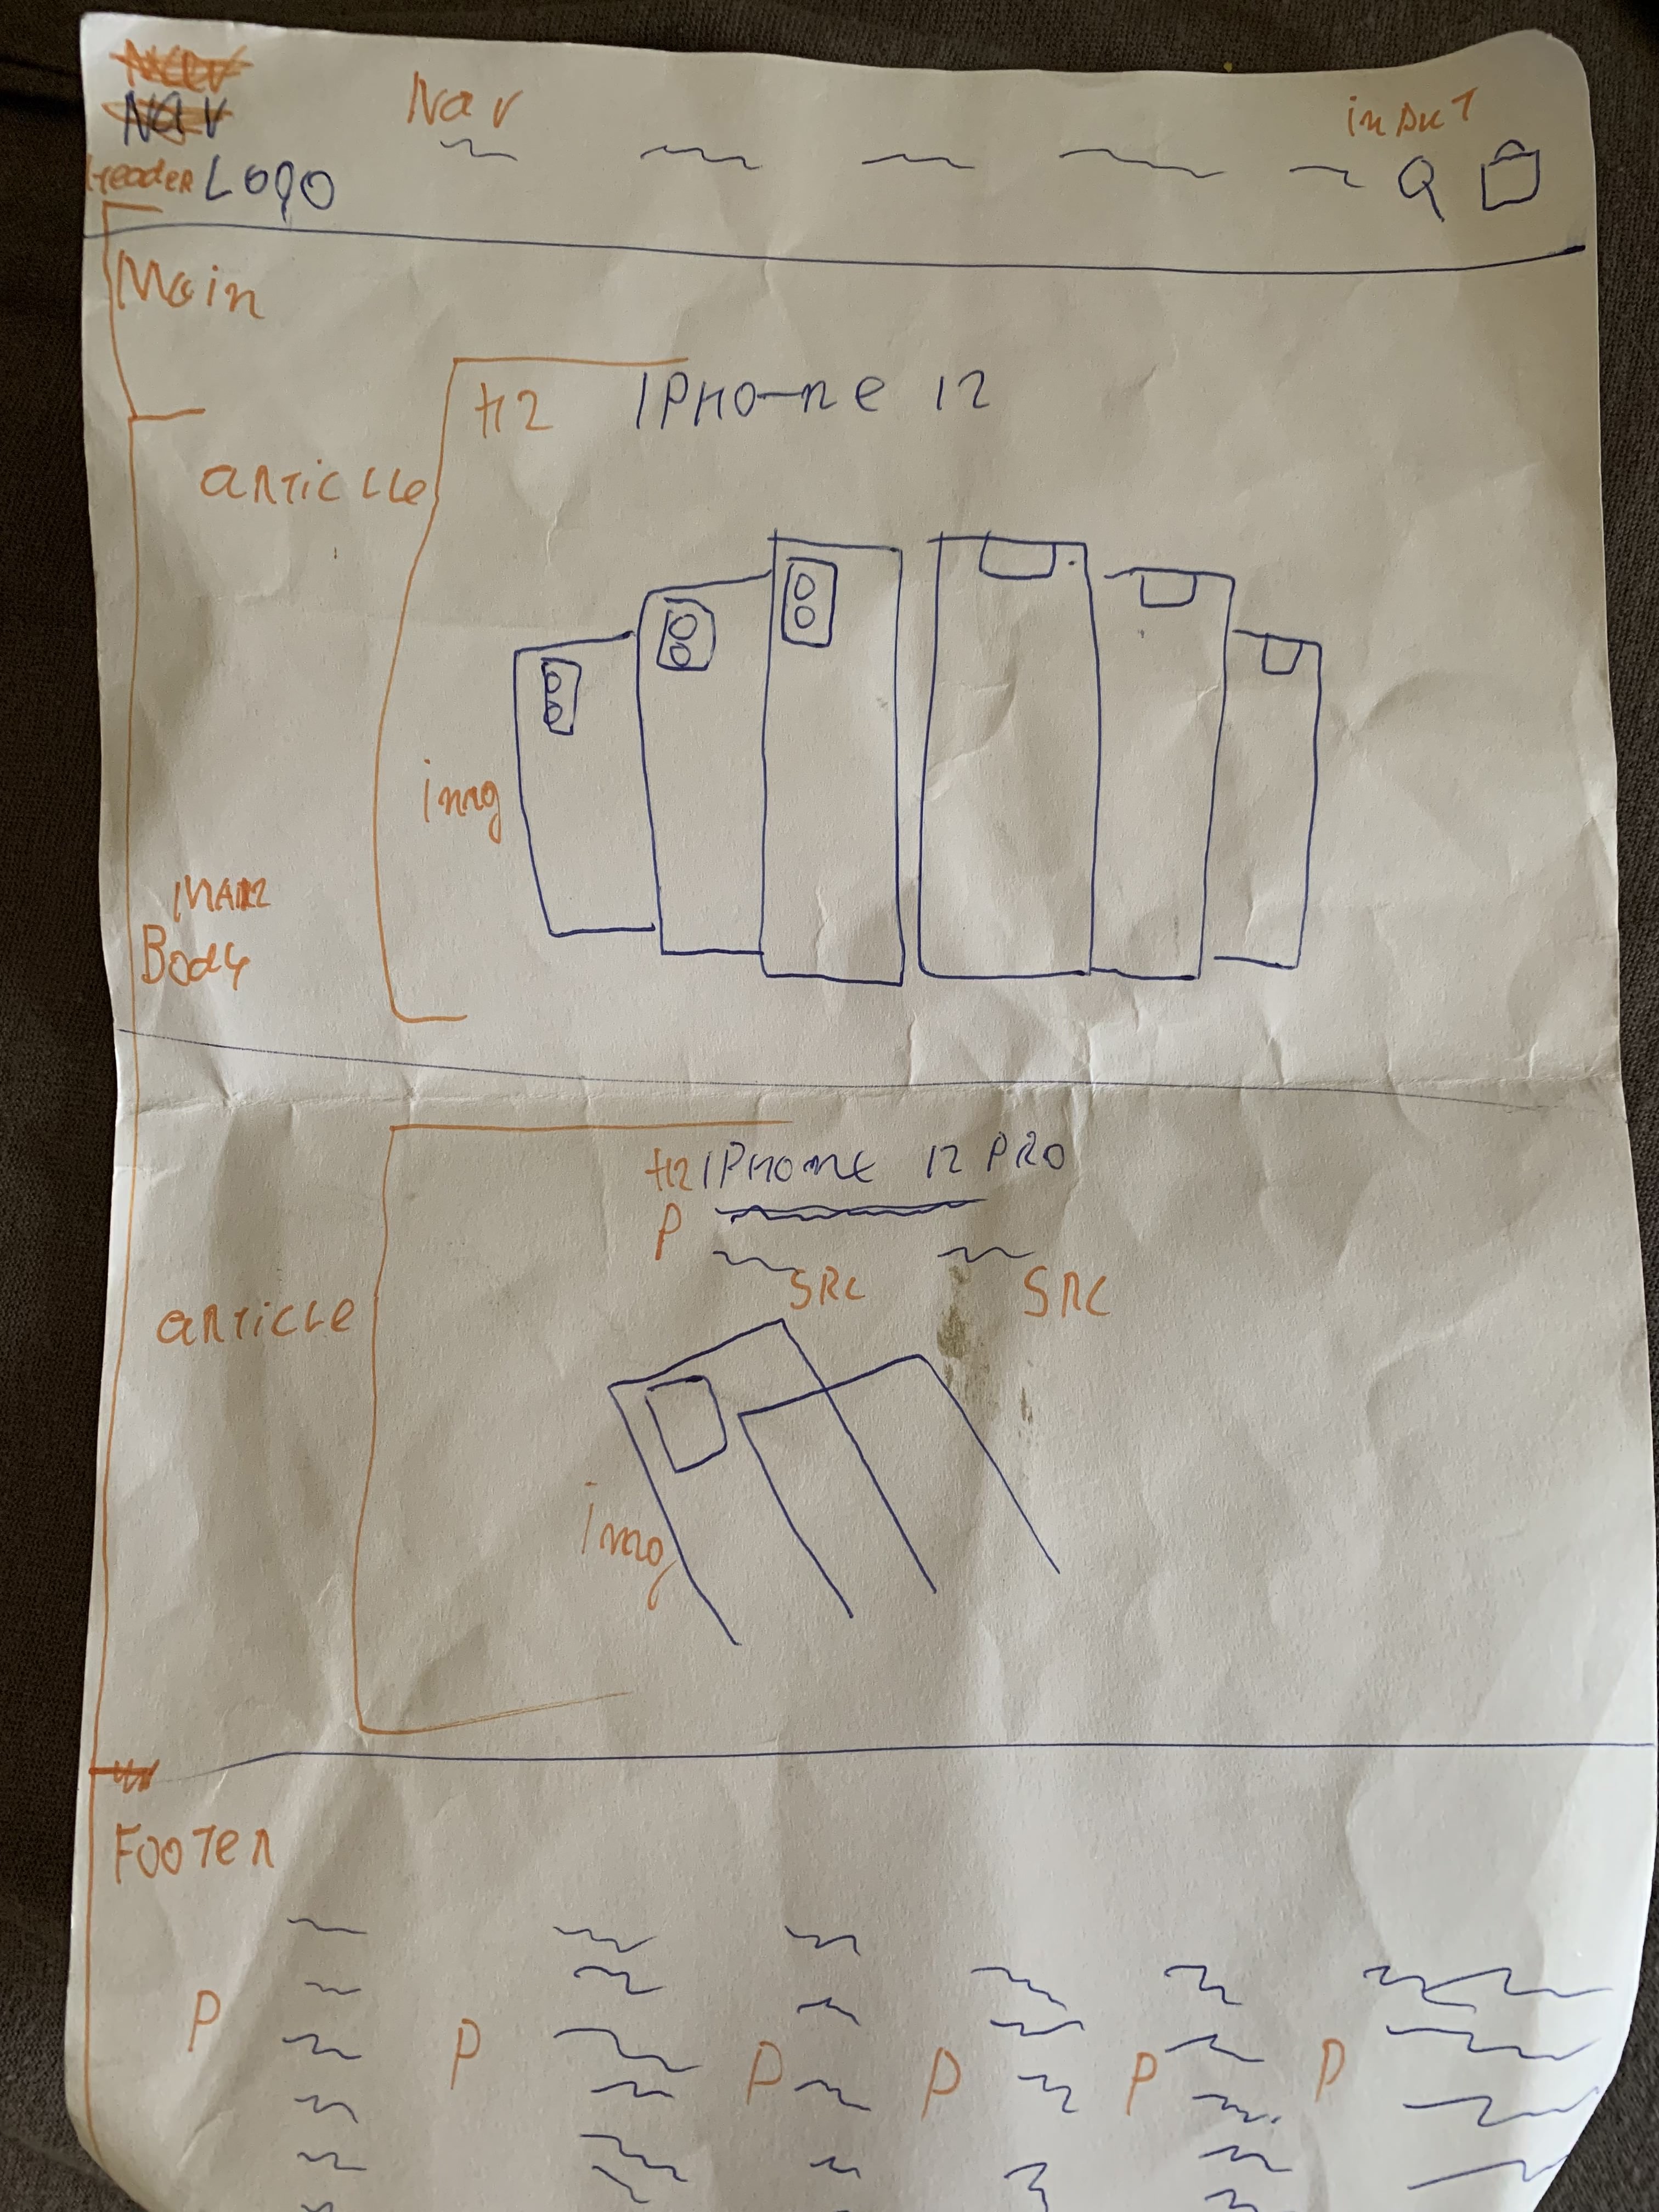 Nav
Nav
input
Header LOGO
Main
H2 IPHONE 12
articlle
img
MAIN
Body
H2 IPHONE 12 PRO
P
SRC SRC
article
img
Footer
P P P P P P